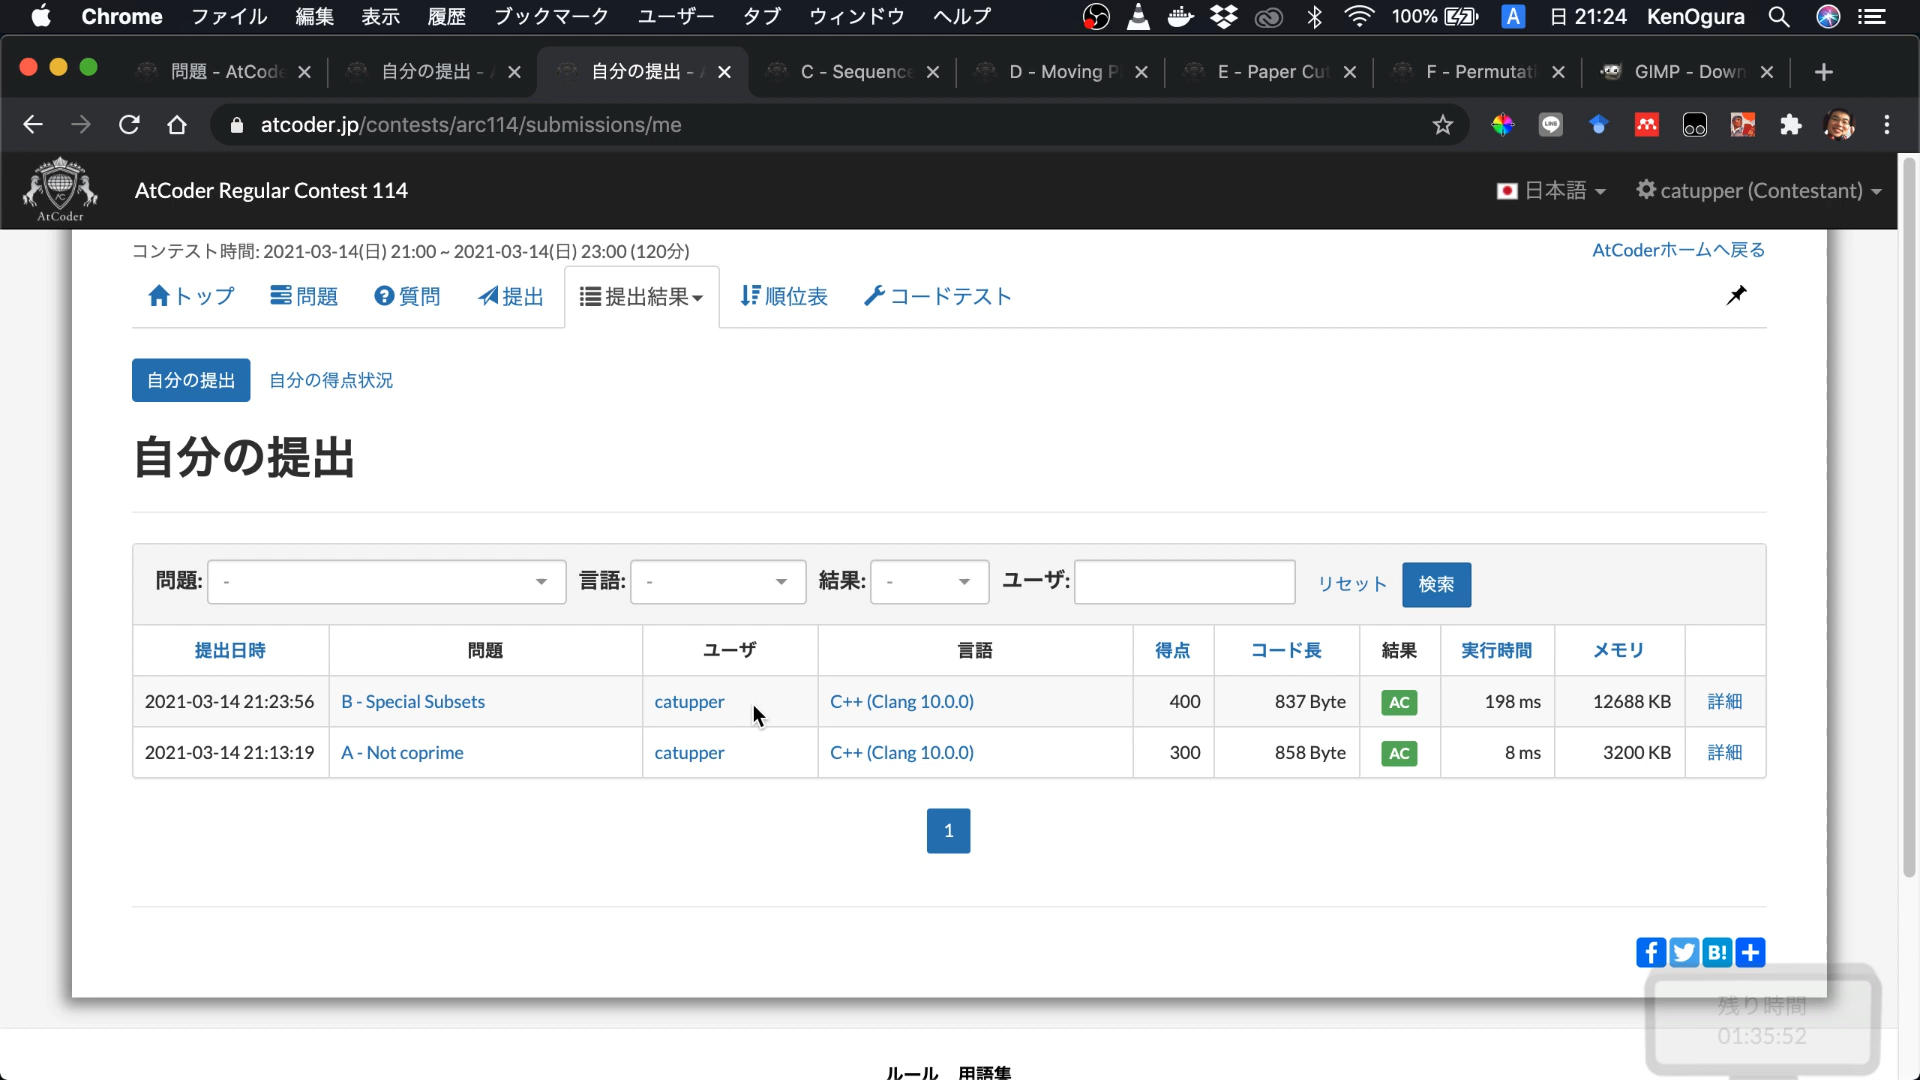 Chrome ファイル 編集 表示 履歴 ブックマーク ユーザー タブ ウィンドウ ヘルプ 100% A 日 21:24 KenOgura
問題 - AtCode 自分の提出 - 自分の提出 - C - Sequence D - Moving P E - Paper Cut F - Permutati GIMP - Down
atcoder.jp/contests/arc114/submissions/me
AtCoder
AtCoder Regular Contest 114 日本語 catupper (Contestant)
コンテスト時間: 2021-03-14(日) 21:00 ~ 2021-03-14(日) 23:00 (120分) AtCoderホームへ戻る
トップ 問題 質問 提出 提出結果 順位表 コードテスト
自分の提出 自分の得点状況
自分の提出
問題: - 言語: - 結果: - ユーザ: リセット 検索
提出日時 問題 ユーザ 言語 得点 コード長 結果 実行時間 メモリ
2021-03-14 21:23:56 B - Special Subsets catupper C++ (Clang 10.0.0) 400 837 Byte AC 198 ms 12688 KB 詳細
2021-03-14 21:13:19 A - Not coprime catupper C++ (Clang 10.0.0) 300 858 Byte AC 8 ms 3200 KB 詳細
1
B!
残り時間
01:35:52
ルール 用語集